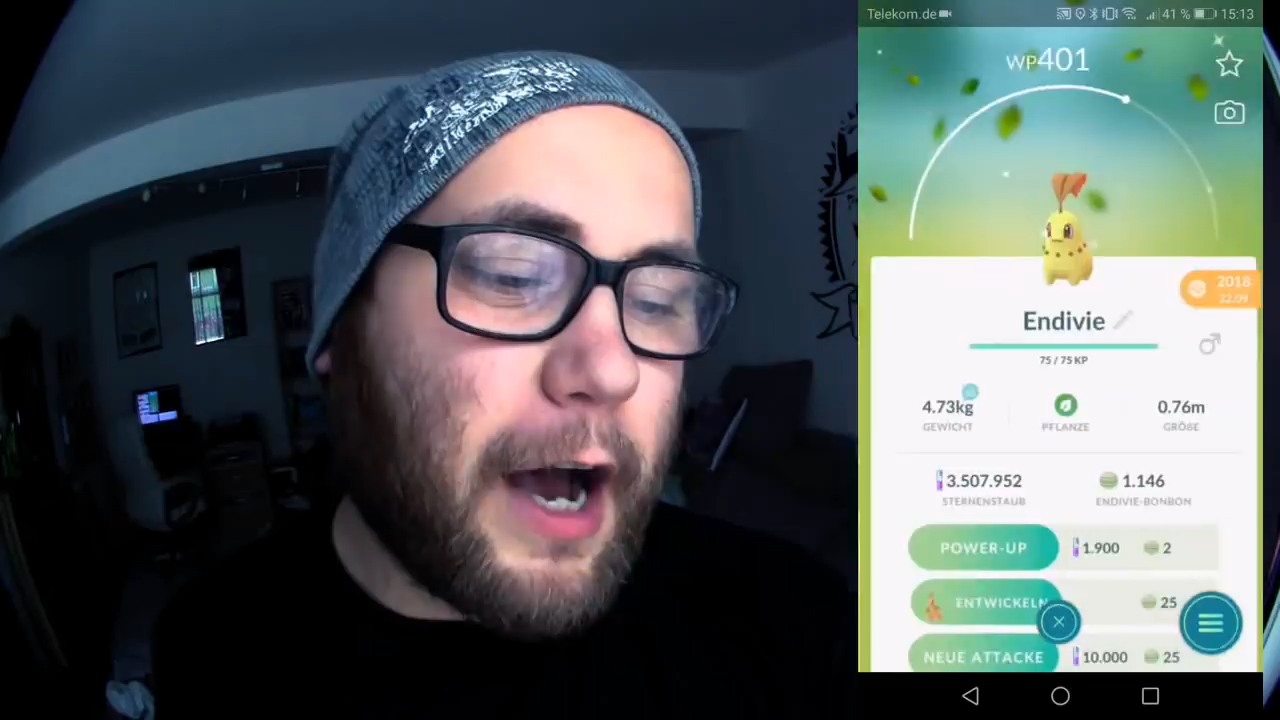 Telekom.de 41 % 15:13
WP401
2018
22.09
Endivie
75 / 75 KP
4.73kg 0.76m
GEWICHT PFLANZE GRÖßE
3.507.952 1.146
STERNENSTAUB ENDIVIE-BONBON
POWER-UP 1.900 2
ENTWICKELN 25
NEUE ATTACKE 10.000 25